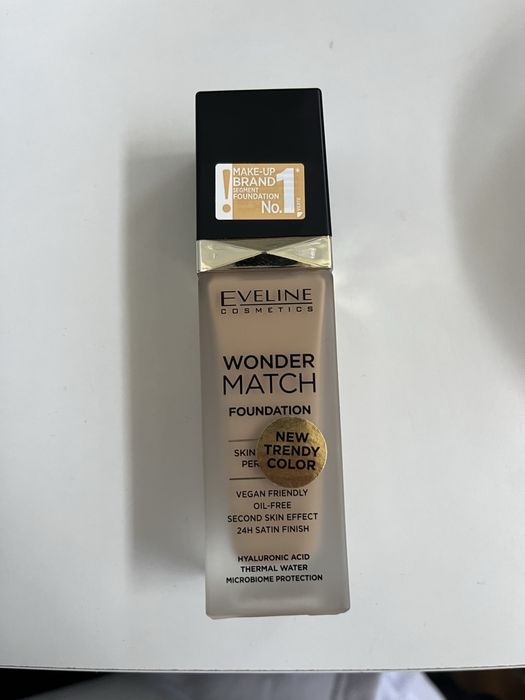 MAKE-UP
BRAND
SEGMENT
FOUNDATION
No.1*
EVELINE
COSMETICS
WONDER
MATCH
FOUNDATION
NEW
TRENDY
COLOR
SKIN
VEGAN FRIENDLY
OIL-FREE
SECOND SKIN EFFECT
24H SATIN FINISH
HYALURONIC ACID
THERMAL WATER
MICROBIOME PROTECTION